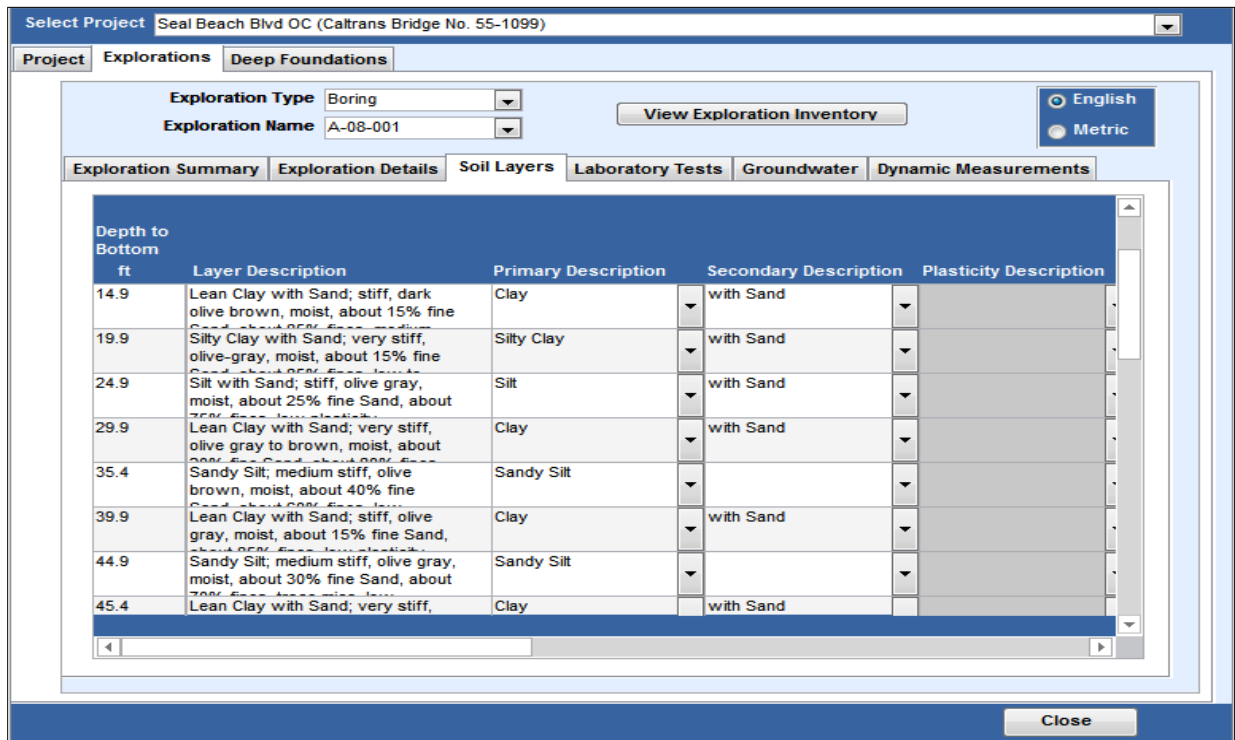 Select Project Seal Beach Blvd OC (Caltrans Bridge No. 55-1099)
Project Explorations Deep Foundations
Exploration Type Boring
Exploration Name A-08-001
View Exploration Inventory
English
Metric
Exploration Summary Exploration Details Soil Layers Laboratory Tests Groundwater Dynamic Measurements
Depth to
Bottom
ft Layer Description Primary Description Secondary Description Plasticity Description
14.9 Lean Clay with Sand; stiff, dark Clay with Sand
olive brown, moist, about 15% fine
19.9 Silty Clay with Sand; very stiff, Silty Clay with Sand
olive-gray, moist, about 15% fine
24.9 Silt with Sand; stiff, olive gray, Silt with Sand
moist, about 25% fine Sand, about
29.9 Lean Clay with Sand; very stiff, Clay with Sand
olive gray to brown, moist, about
35.4 Sandy Silt; medium stiff, olive Sandy Silt
brown, moist, about 40% fine
39.9 Lean Clay with Sand; stiff, olive Clay with Sand
gray, moist, about 15% fine Sand,
44.9 Sandy Silt; medium stiff, olive gray, Sandy Silt
moist, about 30% fine Sand, about
45.4 Lean Clay with Sand; very stiff, Clay with Sand
Close